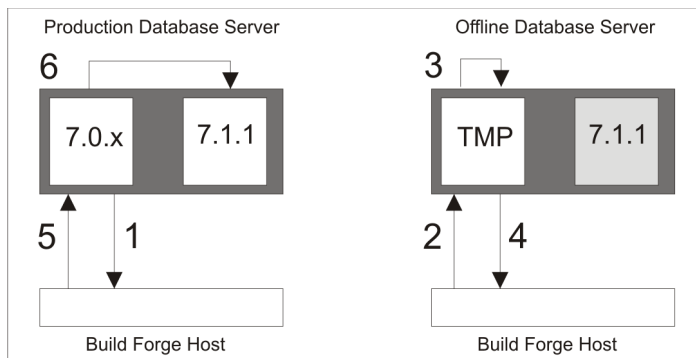 Production Database Server
6
7.0.x
7.1.1
5
1
Build Forge Host
Offline Database Server
3
TMP
7.1.1
2
4
Build Forge Host